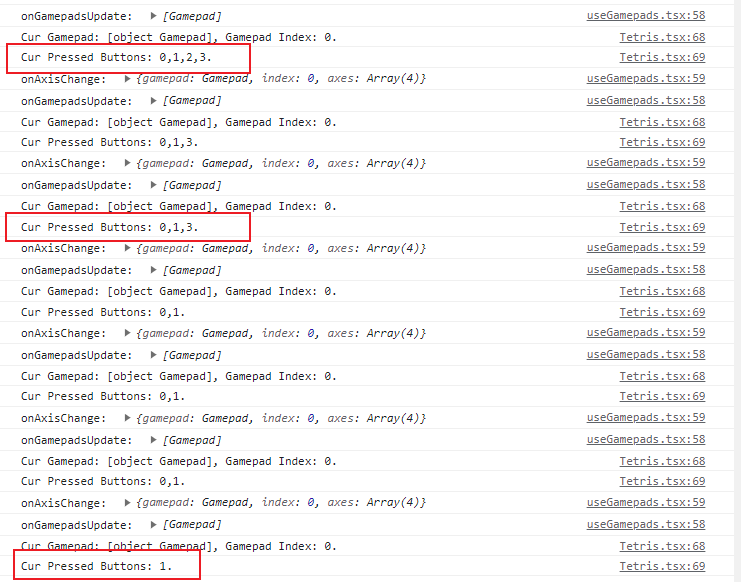 onGamepadsUpdate: ▶ [Gamepad] useGamepads.tsx:58
Cur Gamepad: [object Gamepad], Gamepad Index: 0. Tetris.tsx:68
Cur Pressed Buttons: 0,1,2,3. Tetris.tsx:69
onAxisChange: ▶ {gamepad: Gamepad, index: 0, axes: Array(4)} useGamepads.tsx:59
onGamepadsUpdate: ▶ [Gamepad] useGamepads.tsx:58
Cur Gamepad: [object Gamepad], Gamepad Index: 0. Tetris.tsx:68
Cur Pressed Buttons: 0,1,3. Tetris.tsx:69
onAxisChange: ▶ {gamepad: Gamepad, index: 0, axes: Array(4)} useGamepads.tsx:59
onGamepadsUpdate: ▶ [Gamepad] useGamepads.tsx:58
Cur Gamepad: [object Gamepad], Gamepad Index: 0. Tetris.tsx:68
Cur Pressed Buttons: 0,1,3. Tetris.tsx:69
onAxisChange: ▶ {gamepad: Gamepad, index: 0, axes: Array(4)} useGamepads.tsx:59
onGamepadsUpdate: ▶ [Gamepad] useGamepads.tsx:58
Cur Gamepad: [object Gamepad], Gamepad Index: 0. Tetris.tsx:68
Cur Pressed Buttons: 0,1. Tetris.tsx:69
onAxisChange: ▶ {gamepad: Gamepad, index: 0, axes: Array(4)} useGamepads.tsx:59
onGamepadsUpdate: ▶ [Gamepad] useGamepads.tsx:58
Cur Gamepad: [object Gamepad], Gamepad Index: 0. Tetris.tsx:68
Cur Pressed Buttons: 0,1. Tetris.tsx:69
onAxisChange: ▶ {gamepad: Gamepad, index: 0, axes: Array(4)} useGamepads.tsx:59
onGamepadsUpdate: ▶ [Gamepad] useGamepads.tsx:58
Cur Gamepad: [object Gamepad], Gamepad Index: 0. Tetris.tsx:68
Cur Pressed Buttons: 0,1. Tetris.tsx:69
onAxisChange: ▶ {gamepad: Gamepad, index: 0, axes: Array(4)} useGamepads.tsx:59
onGamepadsUpdate: ▶ [Gamepad] useGamepads.tsx:58
Cur Gamepad: [object Gamepad], Gamepad Index: 0. Tetris.tsx:68
Cur Pressed Buttons: 1. Tetris.tsx:69